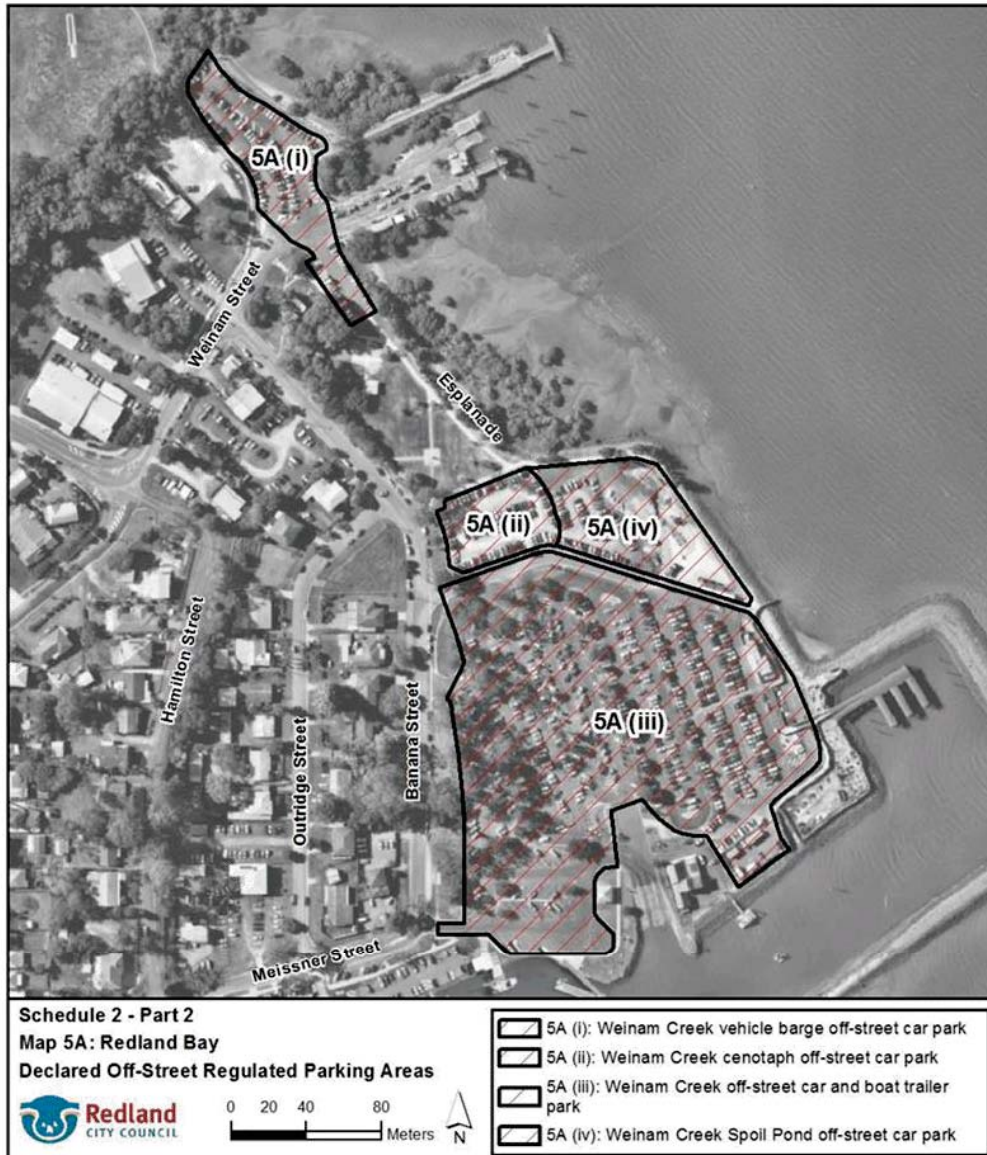 5A (i)
Weinam Street
Esplanade
5A (ii)
5A (iv)
Hamilton Street
5A (iii)
Outridge Street
Banana Street
Meissner Street
Schedule 2 - Part 2
Map 5A: Redland Bay
Declared Off-Street Regulated Parking Areas
Redland
CITY COUNCIL
0 20 40 80
Meters
N
5A (i): Weinam Creek vehicle barge off-street car park
5A (ii): Weinam Creek cenotaph off-street car park
5A (iii): Weinam Creek off-street car and boat trailer
park
5A (iv): Weinam Creek Spoil Pond off-street car park